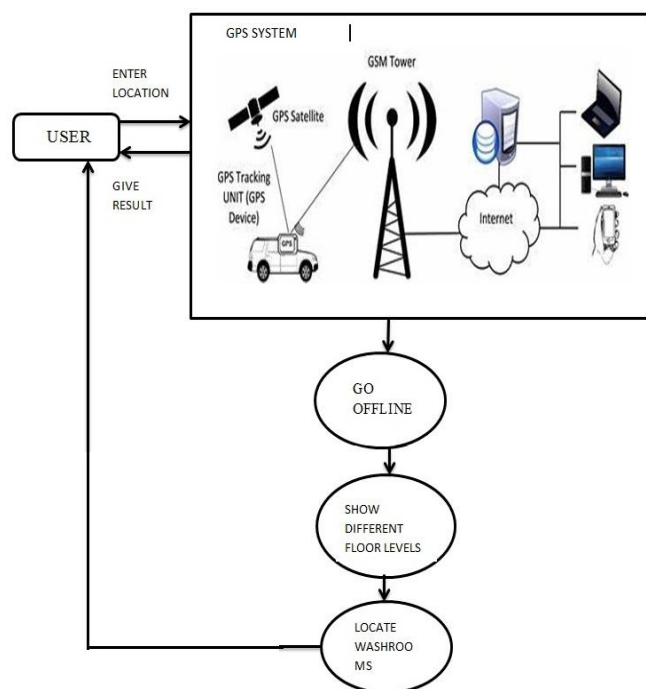 GPS SYSTEM
ENTER
LOCATION
USER
GIVE
RESULT
GSM Tower
GPS Satellite
GPS Tracking
UNIT (GPS
Device)
GPS
Internet
GO
OFFLINE
SHOW
DIFFERENT
FLOOR LEVELS
LOCATE
WASHROO
MS